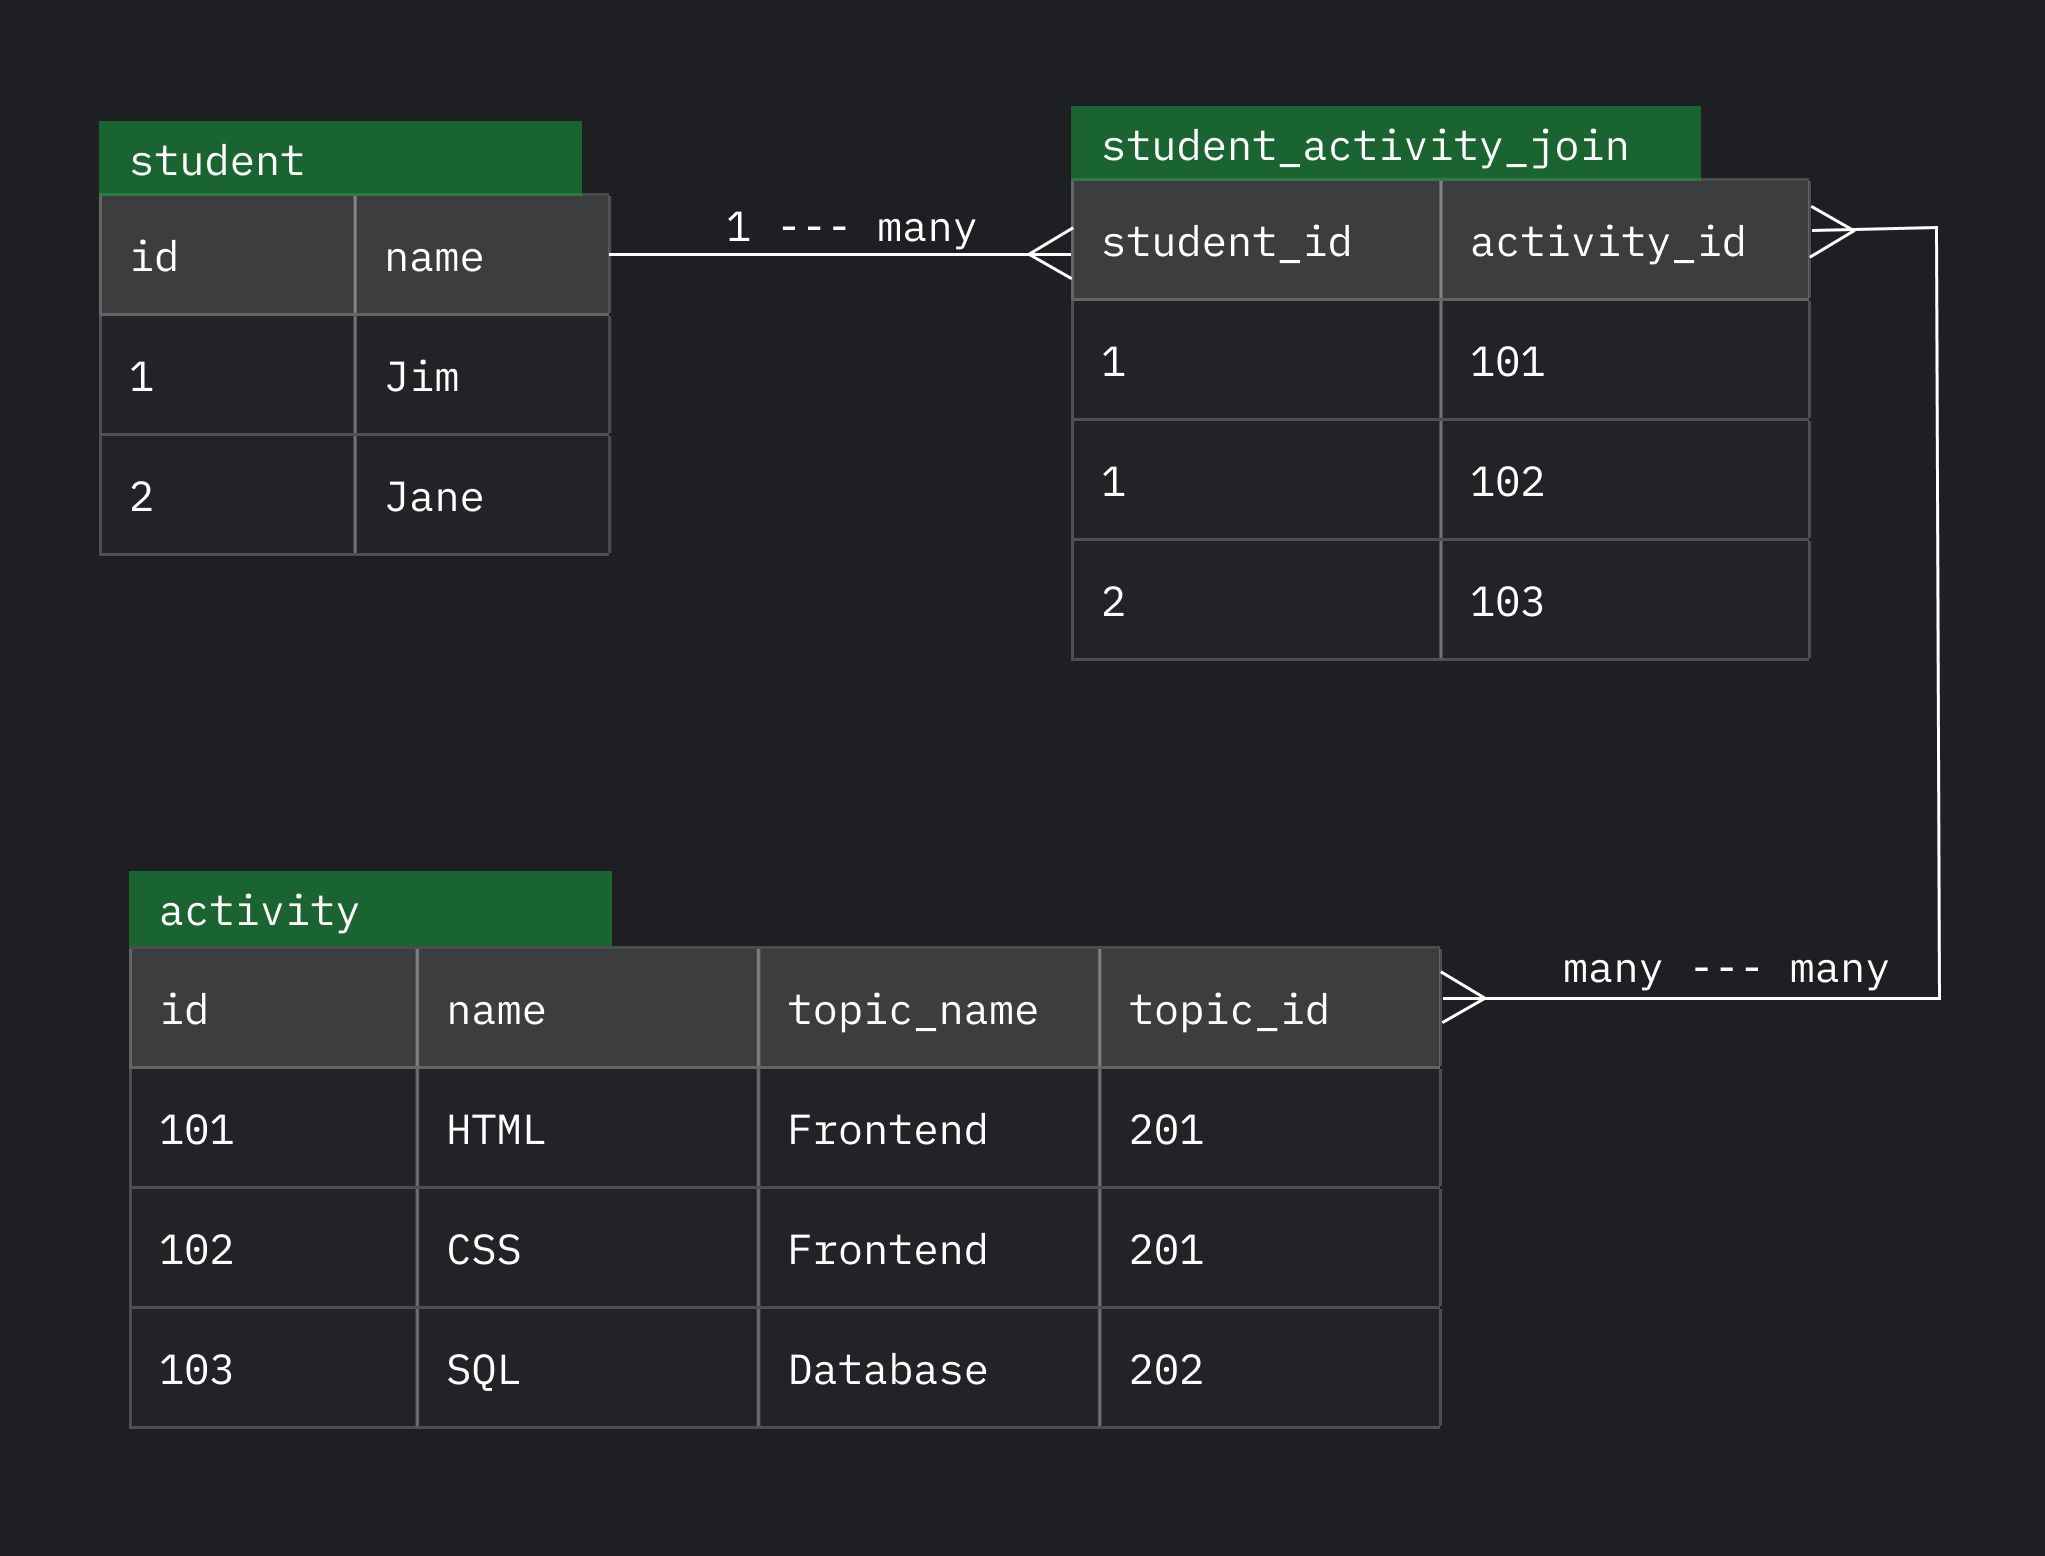 student
id name
1 Jim
2 Jane
1 --- many
student_activity_join
student_id activity_id
1 101
1 102
2 103
activity
id name topic_name topic_id
101 HTML Frontend 201
102 CSS Frontend 201
103 SQL Database 202
many --- many